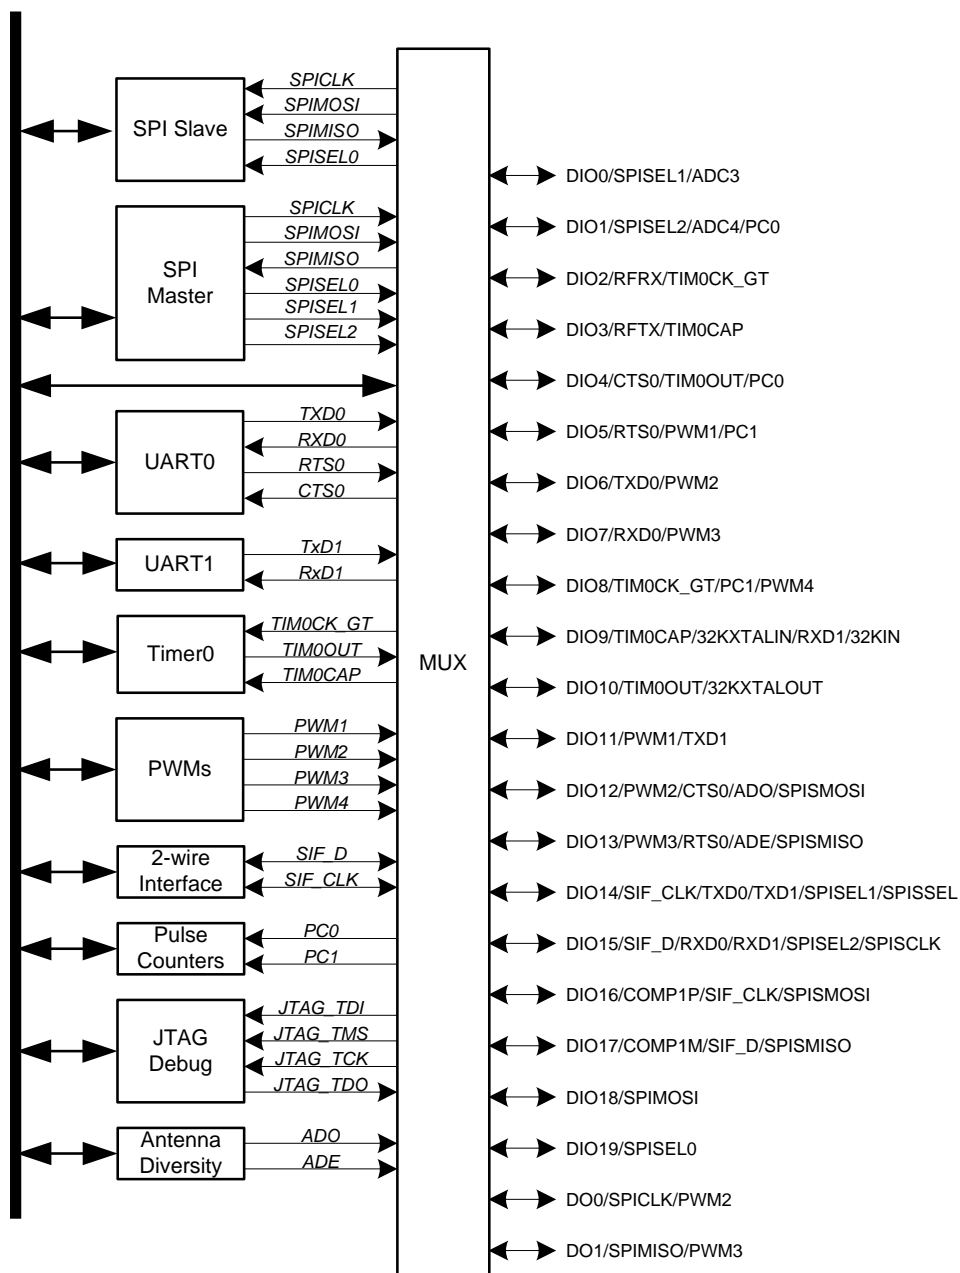 SPI Slave
SPICLK
SPIMOSI
SPIMISO
SPISEL0
SPI
Master
SPICLK
SPIMOSI
SPIMISO
SPISEL0
SPISEL1
SPISEL2
UART0
TXD0
RXD0
RTS0
CTS0
UART1
TxD1
RxD1
Timer0
TIM0CK_GT
TIM0OUT
TIM0CAP
PWMs
PWM1
PWM2
PWM3
PWM4
2-wire
Interface
SIF_D
SIF_CLK
Pulse
Counters
PC0
PC1
JTAG
Debug
JTAG_TDI
JTAG_TMS
JTAG_TCK
JTAG_TDO
Antenna
Diversity
ADO
ADE
MUX
DIO0/SPISEL1/ADC3
DIO1/SPISEL2/ADC4/PC0
DIO2/RFRX/TIM0CK_GT
DIO3/RFTX/TIM0CAP
DIO4/CTS0/TIM0OUT/PC0
DIO5/RTS0/PWM1/PC1
DIO6/TXD0/PWM2
DIO7/RXD0/PWM3
DIO8/TIM0CK_GT/PC1/PWM4
DIO9/TIM0CAP/32KXTALIN/RXD1/32KIN
DIO10/TIM0OUT/32KXTALOUT
DIO11/PWM1/TXD1
DIO12/PWM2/CTS0/ADO/SPISMOSI
DIO13/PWM3/RTS0/ADE/SPISMISO
DIO14/SIF_CLK/TXD0/TXD1/SPISEL1/SPISSEL
DIO15/SIF_D/RXD0/RXD1/SPISEL2/SPISCLK
DIO16/COMP1P/SIF_CLK/SPISMOSI
DIO17/COMP1M/SIF_D/SPISMISO
DIO18/SPIMOSI
DIO19/SPISEL0
DO0/SPICLK/PWM2
DO1/SPIMISO/PWM3